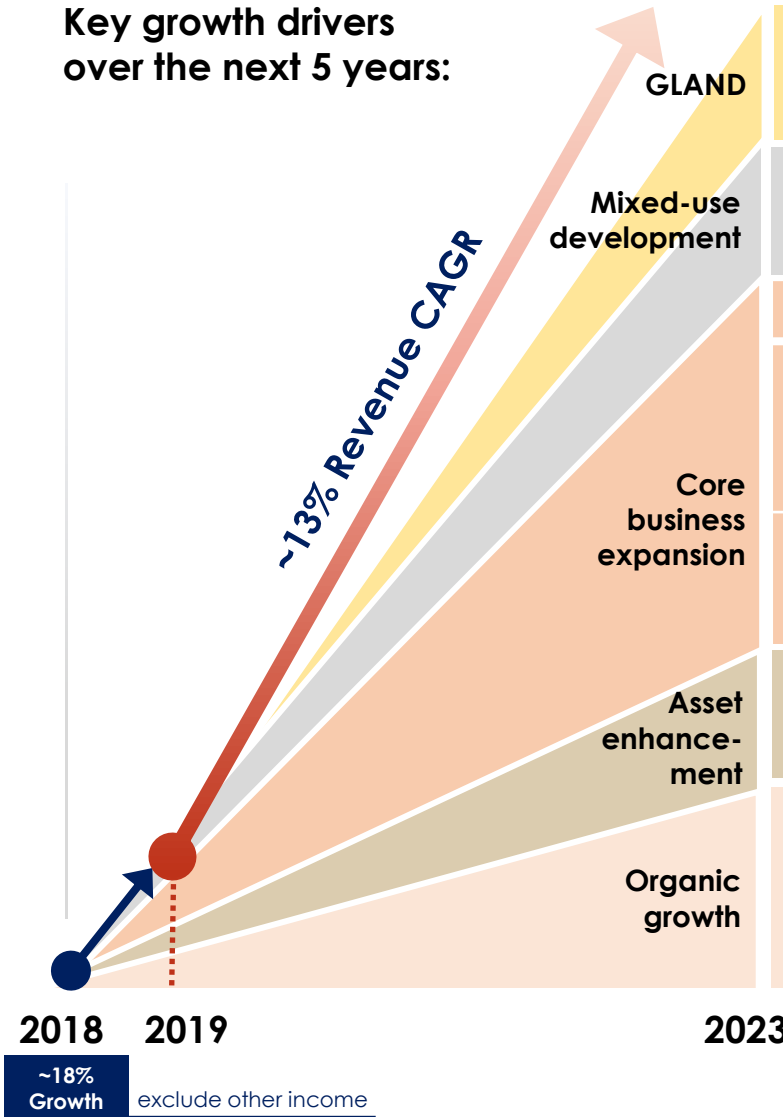 Key growth drivers
over the next 5 years:
GLAND
Mixed-use
development
~13% Revenue CAGR
Core
business
expansion
Asset
enhance-
ment
Organic
growth
2018 2019 2023
~18%
Growth
exclude other income